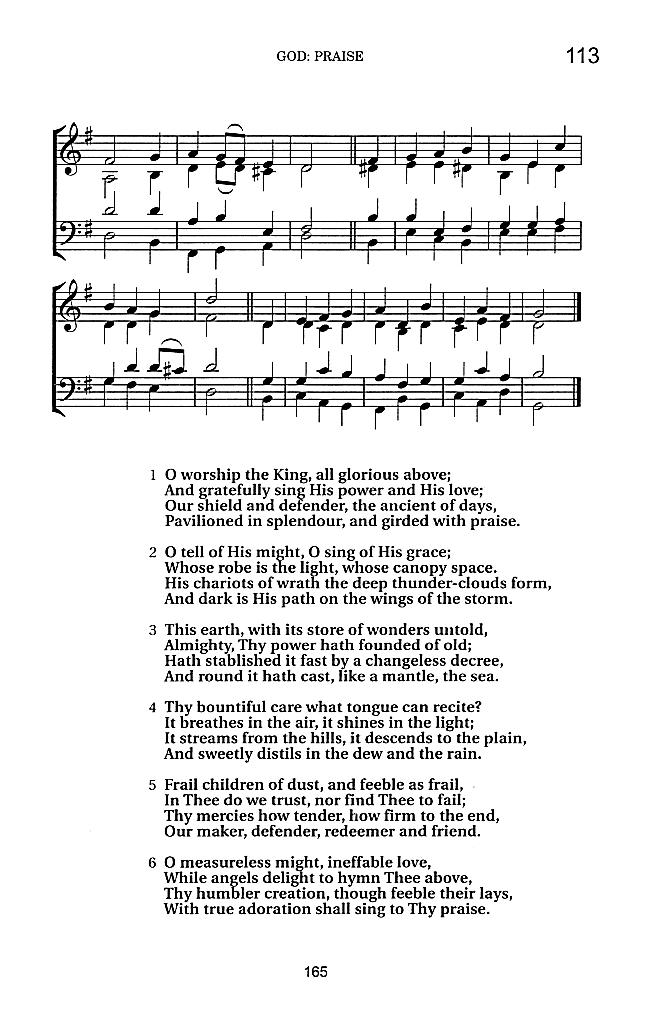 GOD: PRAISE 113
1 O worship the King, all glorious above;
And gratefully sing His power and His love;
Our shield and defender, the ancient of days,
Pavilioned in splendour, and girded with praise.
2 O tell of His might, O sing of His grace;
Whose robe is the light, whose canopy space.
His chariots of wrath the deep thunder-clouds form,
And dark is His path on the wings of the storm.
3 This earth, with its store of wonders untold,
Almighty, Thy power hath founded of old;
Hath stablished it fast by a changeless decree,
And round it hath cast, like a mantle, the sea.
4 Thy bountiful care what tongue can recite?
It breathes in the air, it shines in the light;
It streams from the hills, it descends to the plain,
And sweetly distils in the dew and the rain.
5 Frail children of dust, and feeble as frail,
In Thee do we trust, nor find Thee to fail;
Thy mercies how tender, how firm to the end,
Our maker, defender, redeemer and friend.
6 O measureless might, ineffable love,
While angels delight to hymn Thee above,
Thy humbler creation, though feeble their lays,
With true adoration shall sing to Thy praise.
165